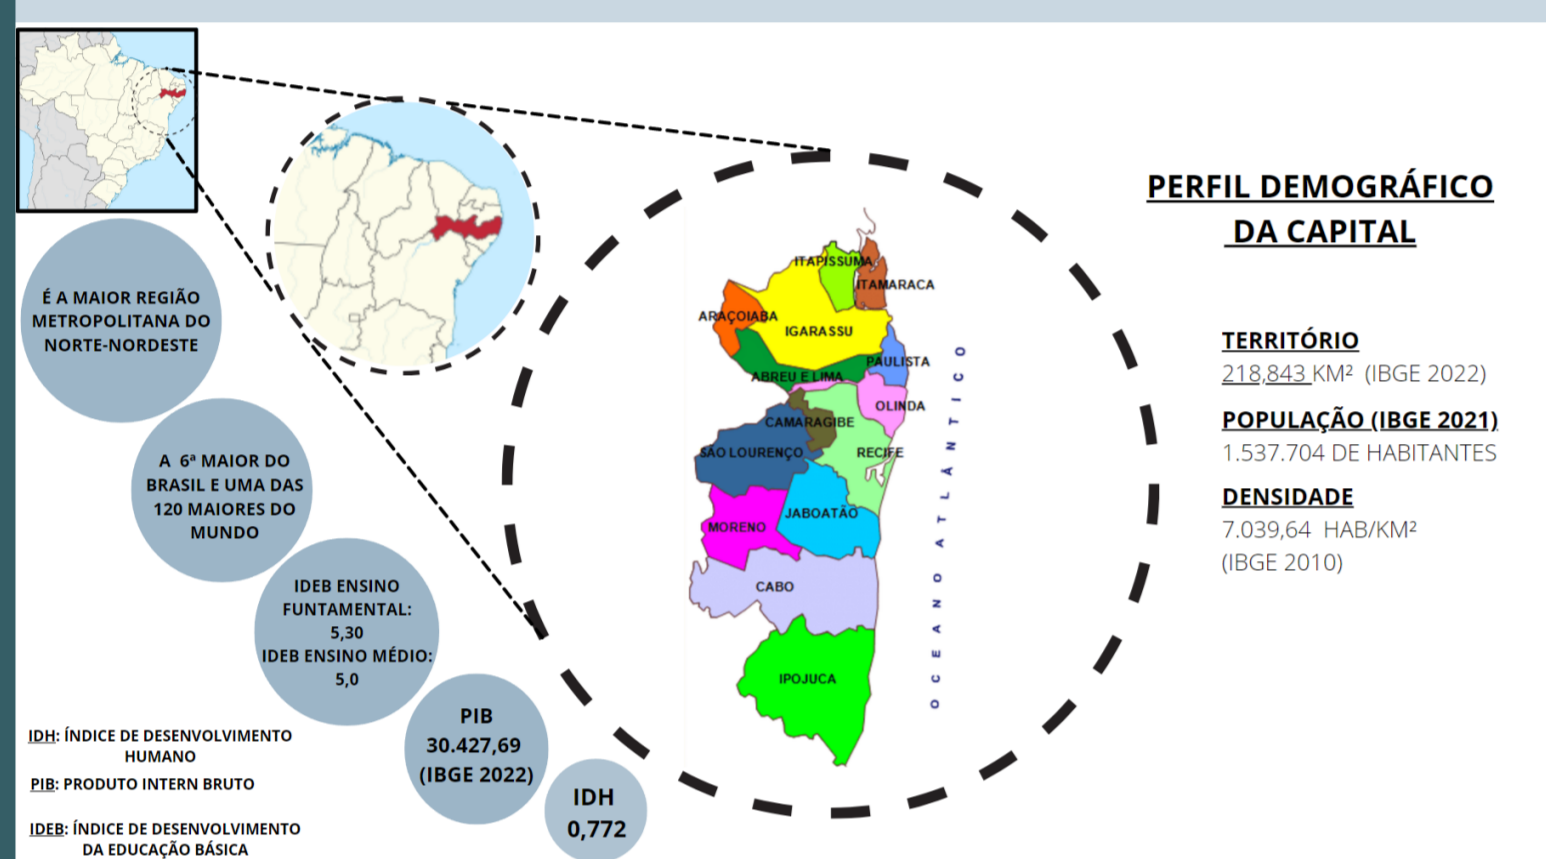 É A MAIOR REGIÃO
METROPOLITANA DO
NORTE-NORDESTE
A 6ª MAIOR DO
BRASIL E UMA DAS
120 MAIORES DO
MUNDO
IDEB ENSINO
FUNTAMENTAL:
5,30
IDEB ENSINO MÉDIO:
5,0
PIB
30.427,69
(IBGE 2022)
IDH
0,772
IDH: ÍNDICE DE DESENVOLVIMENTO
HUMANO
PIB: PRODUTO INTERN BRUTO
IDEB: ÍNDICE DE DESENVOLVIMENTO
DA EDUCAÇÃO BÁSICA
ITAPISSUMA
ITAMARACA
ARAÇOIABA
IGARASSU
PAULISTA
ABREU E LIMA
OLINDA
CAMARAGIBE
SÃO LOURENÇO
RECIFE
JABOATÃO
MORENO
CABO
IPOJUCA
OCEANO ATLÂNTICO
PERFIL DEMOGRÁFICO
DA CAPITAL
TERRITÓRIO
218,843 KM² (IBGE 2022)
POPULAÇÃO (IBGE 2021)
1.537.704 DE HABITANTES
DENSIDADE
7.039,64 HAB/KM²
(IBGE 2010)